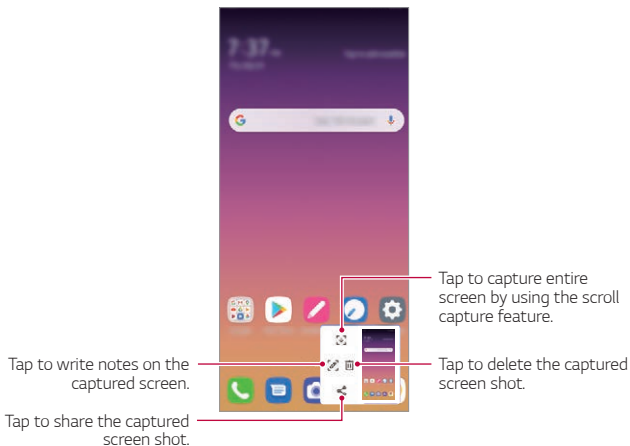 7:37
G
Tap to capture entire
screen by using the scroll
capture feature.
Tap to write notes on the
captured screen.
Tap to delete the captured
screen shot.
Tap to share the captured
screen shot.